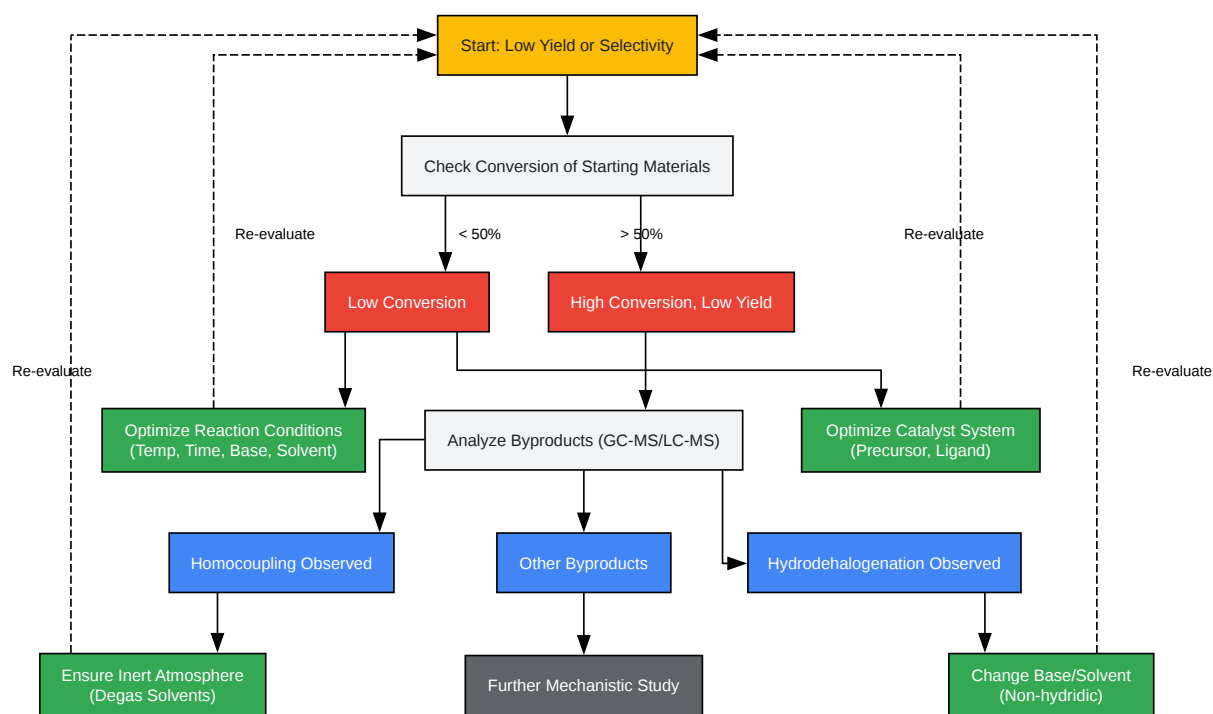 Start: Low Yield or Selectivity
Check Conversion of Starting Materials
Re-evaluate
< 50%
> 50%
Re-evaluate
Low Conversion
High Conversion, Low Yield
Re-evaluate
Re-evaluate
Optimize Reaction Conditions
(Temp, Time, Base, Solvent)
Analyze Byproducts (GC-MS/LC-MS)
Optimize Catalyst System
(Precursor, Ligand)
Homocoupling Observed
Other Byproducts
Hydrodehalogenation Observed
Ensure Inert Atmosphere
(Degas Solvents)
Further Mechanistic Study
Change Base/Solvent
(Non-hydridic)